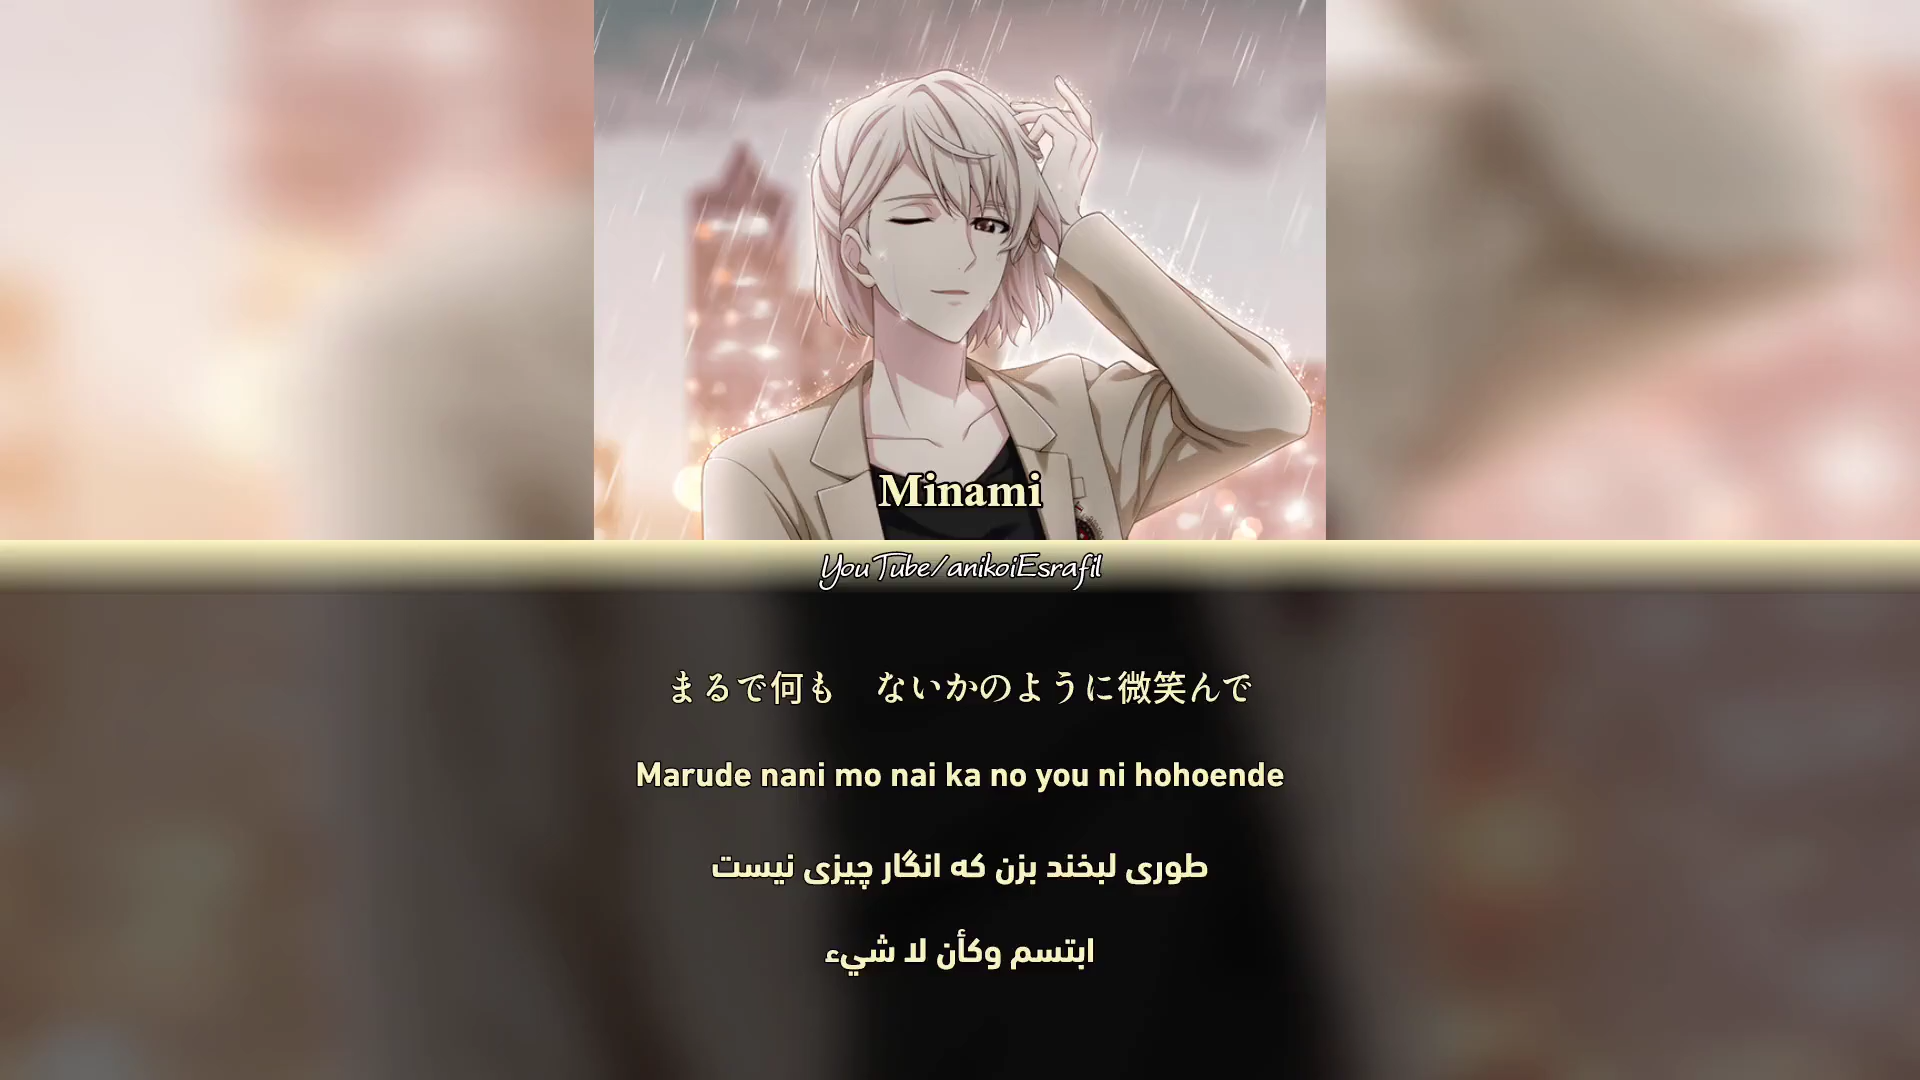 Minami
YouTube/anikoiEsrafil
まるで何も　ないかのように微笑んで
Marude nani mo nai ka no you ni hohoende
طوری لبخند بزن که انگار چیزی نیست
ابتسم وكأن لا شيء